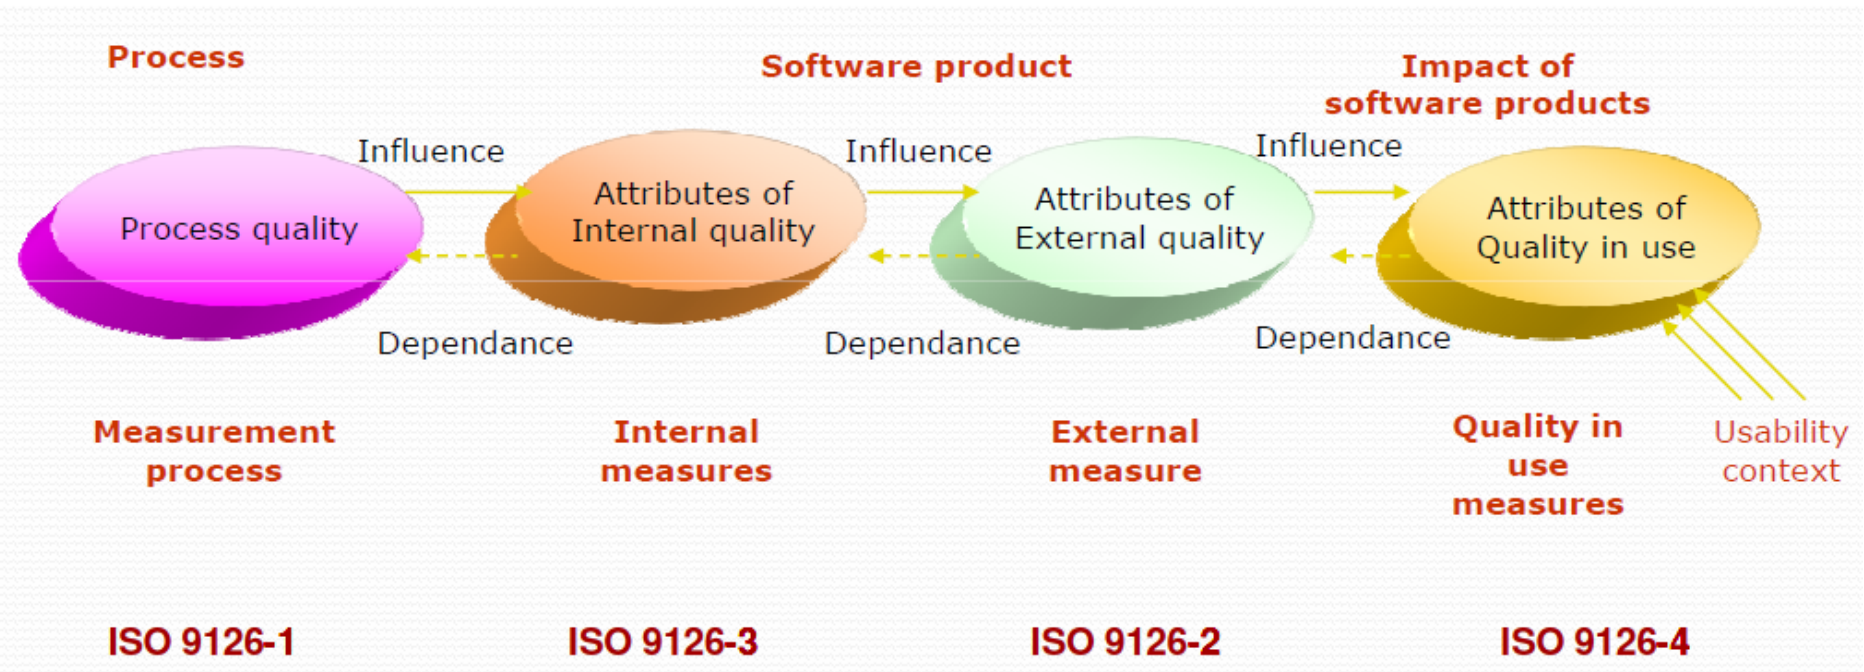 Process
Software product
Impact of
software products
Influence
Influence
Influence
Process quality
Attributes of
Internal quality
Attributes of
External quality
Attributes of
Quality in use
Dependance
Dependance
Dependance
Measurement
process
Internal
measures
External
measure
Quality in
use
measures
Usability
context
ISO 9126-1
ISO 9126-3
ISO 9126-2
ISO 9126-4